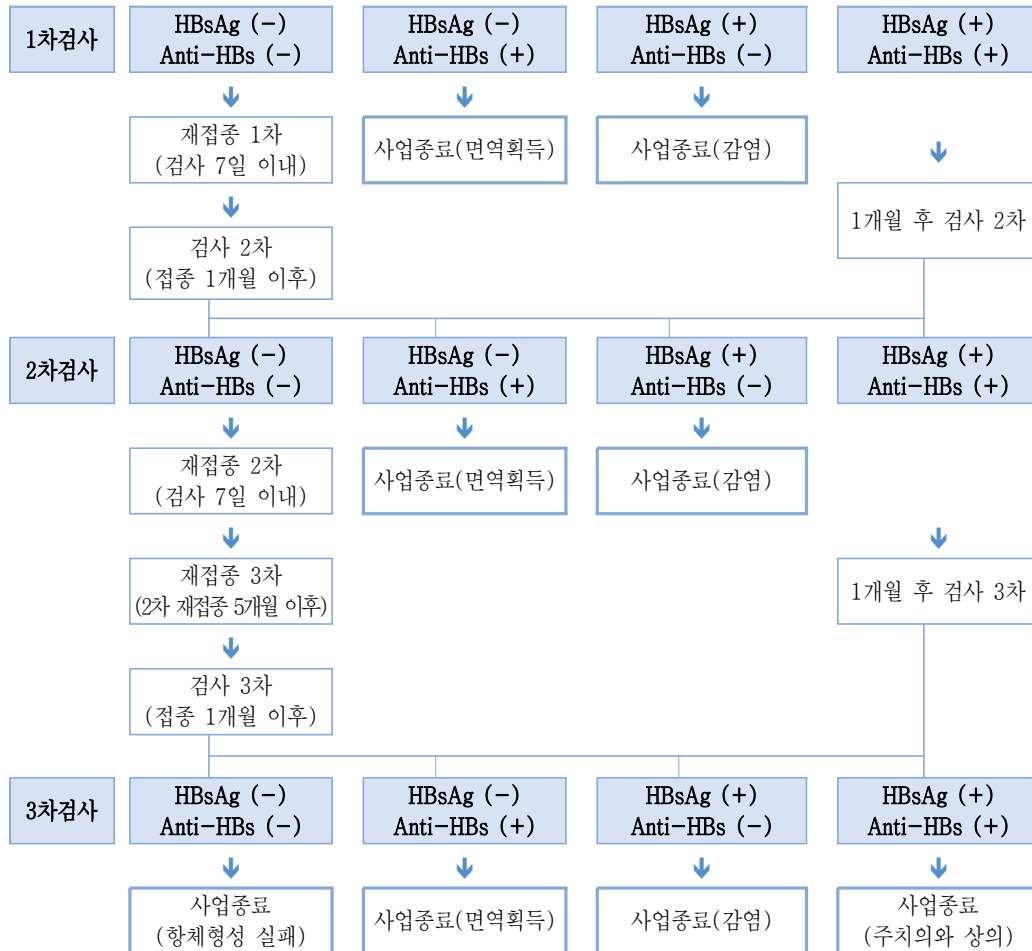 1차검사
HBsAg (-)
Anti-HBs (-)
HBsAg (-)
Anti-HBs (+)
HBsAg (+)
Anti-HBs (-)
HBsAg (+)
Anti-HBs (+)
재접종 1차
(검사 7일 이내)
사업종료(면역획득)
사업종료(감염)
1개월 후 검사 2차
검사 2차
(접종 1개월 이후)
2차검사
HBsAg (-)
Anti-HBs (-)
HBsAg (-)
Anti-HBs (+)
HBsAg (+)
Anti-HBs (-)
HBsAg (+)
Anti-HBs (+)
재접종 2차
(검사 7일 이내)
사업종료(면역획득)
사업종료(감염)
재접종 3차
(2차 재접종 5개월 이후)
1개월 후 검사 3차
검사 3차
(접종 1개월 이후)
3차검사
HBsAg (-)
Anti-HBs (-)
HBsAg (-)
Anti-HBs (+)
HBsAg (+)
Anti-HBs (-)
HBsAg (+)
Anti-HBs (+)
사업종료
(항체형성 실패)
사업종료(면역획득)
사업종료(감염)
사업종료
(주치의와 상의)